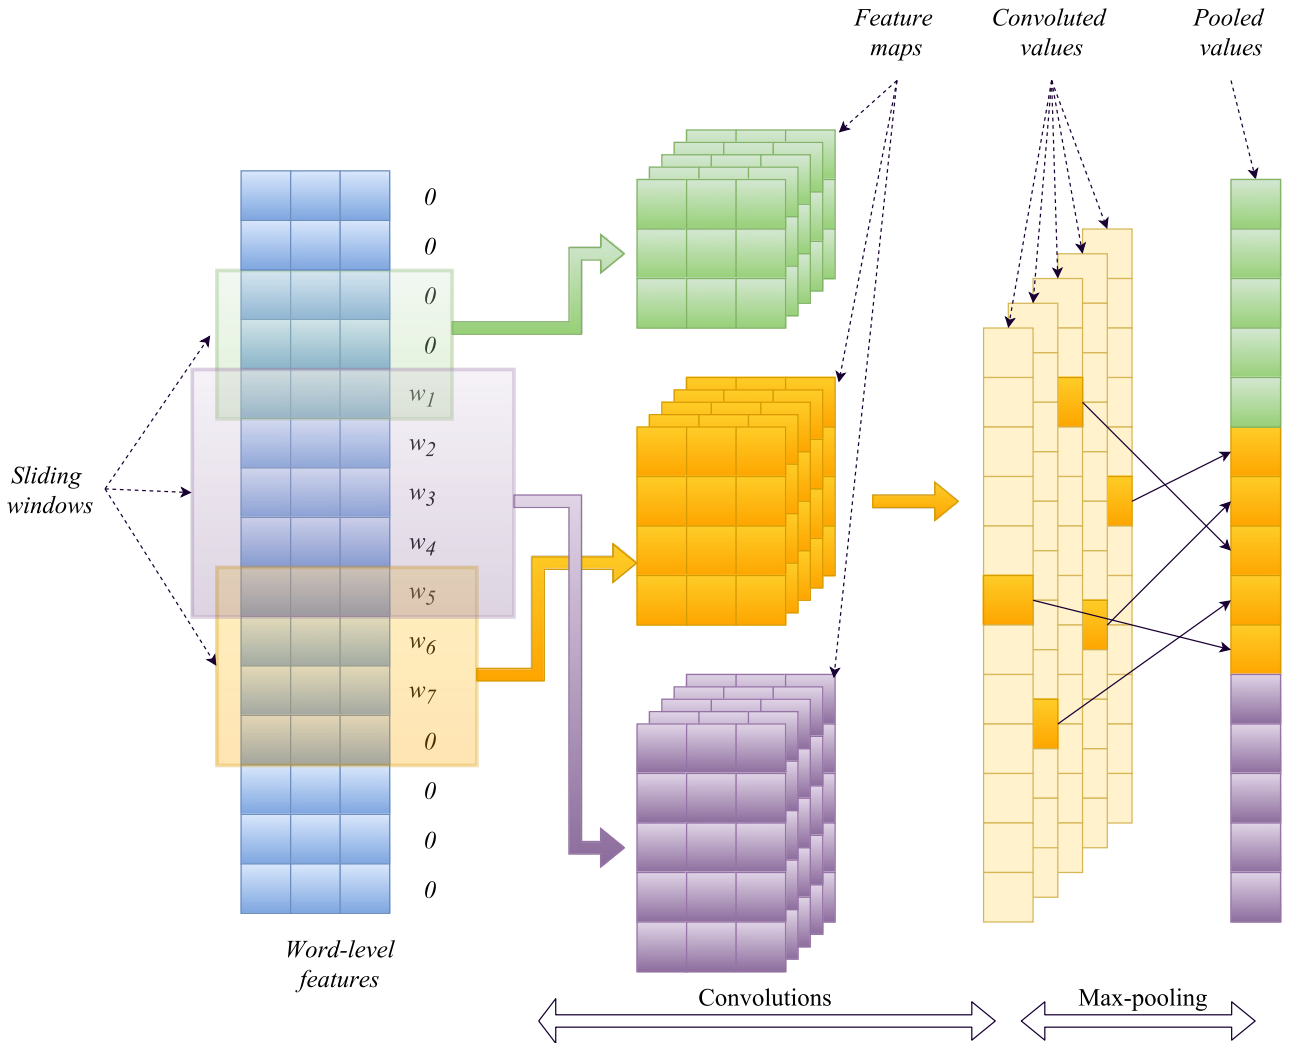 Feature
maps
Convoluted
values
Pooled
values
0
0
0
0
w1
w2
w3
w4
w5
w6
w7
0
0
0
0
Sliding
windows
Word-level
features
Convolutions
Max-pooling